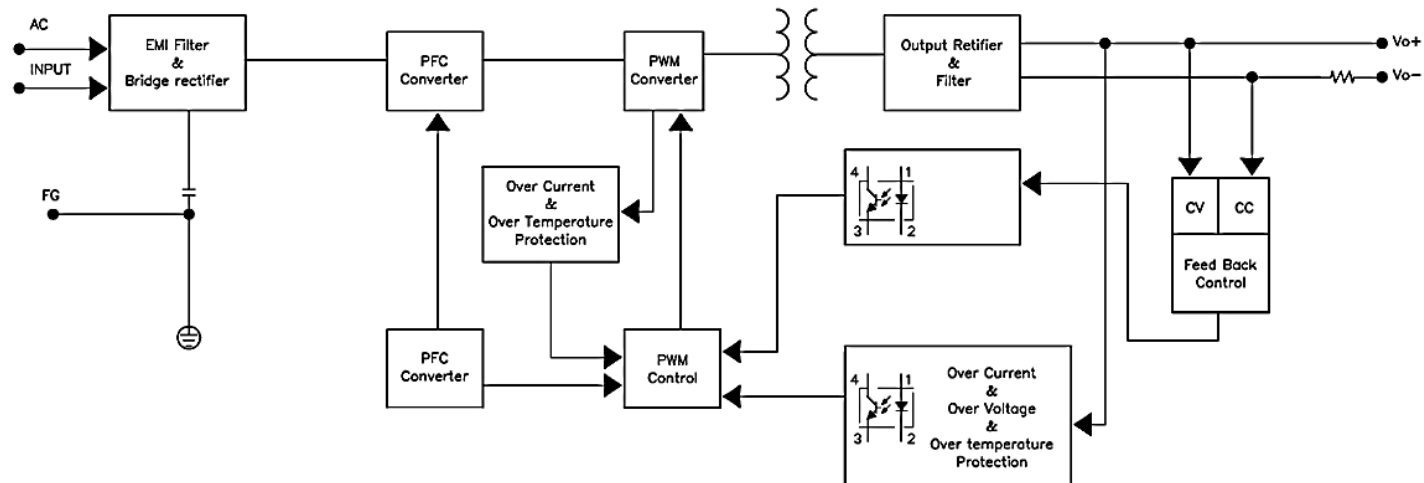 AC
INPUT
EMI Filter
&
Bridge rectifier
PFC
Converter
PWM
Converter
Output Retifier
&
Filter
Vo+
Vo-
FG
Over Current
&
Over Temperature
Protection
4
1
3
2
CV
CC
Feed Back
Control
PFC
Converter
PWM
Control
4
1
3
2
Over Current
&
Over Voltage
&
Over temperature
Protection